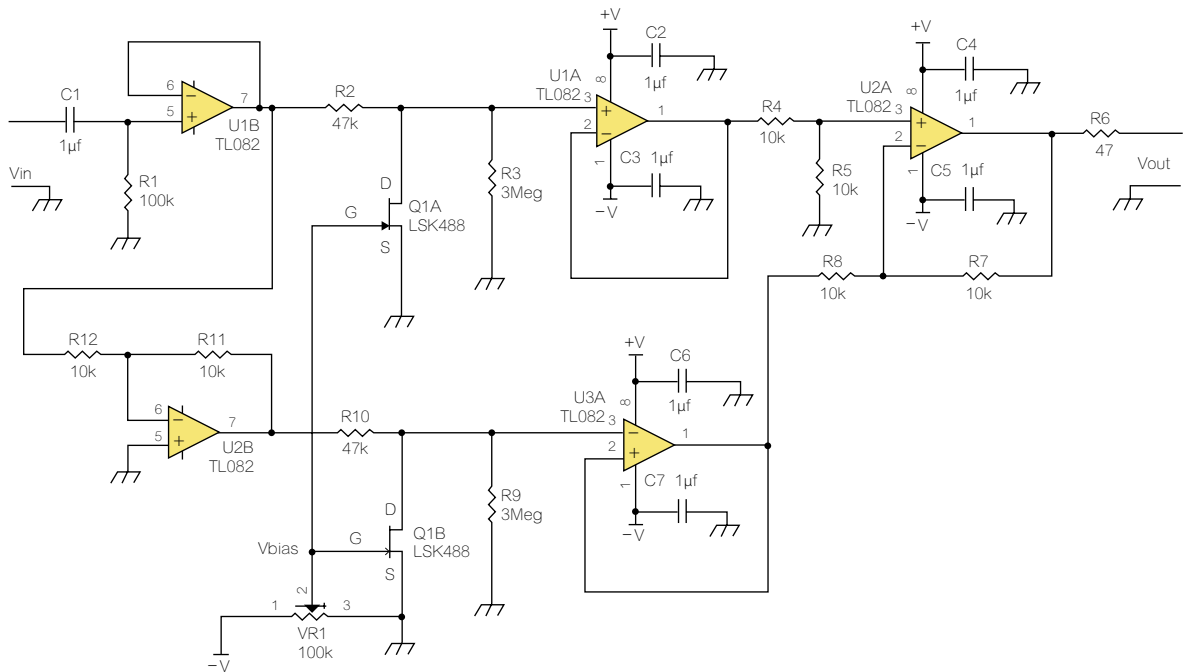 +V
C2
1µf
8
U1A
TL082
3
+
−
2
1
1
C3 1µf
−V
+V
C4
1µf
8
U2A
TL082
3
+
−
2
1
1
C5 1µf
−V
R6
47
Vout
C1
1µf
Vin
R1
100k
6
−
5
+
7
U1B
TL082
R2
47k
D
G
S
Q1A
LSK488
R3
3Meg
R4
10k
R5
10k
R8
10k
R7
10k
R12
10k
R11
10k
6
−
5
+
7
U2B
TL082
R10
47k
+V
C6
1µf
8
U3A
TL082
3
−
2
+
1
1
C7 1µf
−V
R9
3Meg
D
G
S
Q1B
LSK488
Vbias
2
1
3
VR1
100k
−V